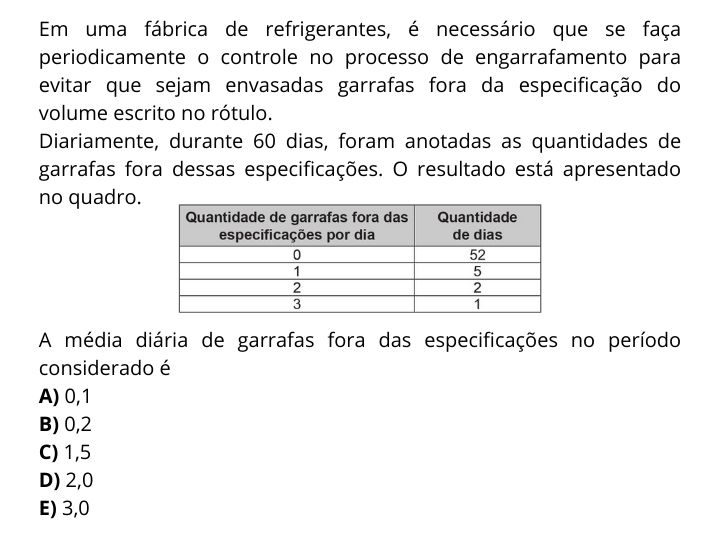 Em uma fábrica de refrigerantes, é necessário que se faça
periodicamente o controle no processo de engarrafamento para
evitar que sejam envasadas garrafas fora da especificação do
volume escrito no rótulo.
Diariamente, durante 60 dias, foram anotadas as quantidades de
garrafas fora dessas especificações. O resultado está apresentado
no quadro.
Quantidade de garrafas fora das especificações por dia | Quantidade de dias
0 52
1 5
2 2
3 1
A média diária de garrafas fora das especificações no período
considerado é
A) 0,1
B) 0,2
C) 1,5
D) 2,0
E) 3,0